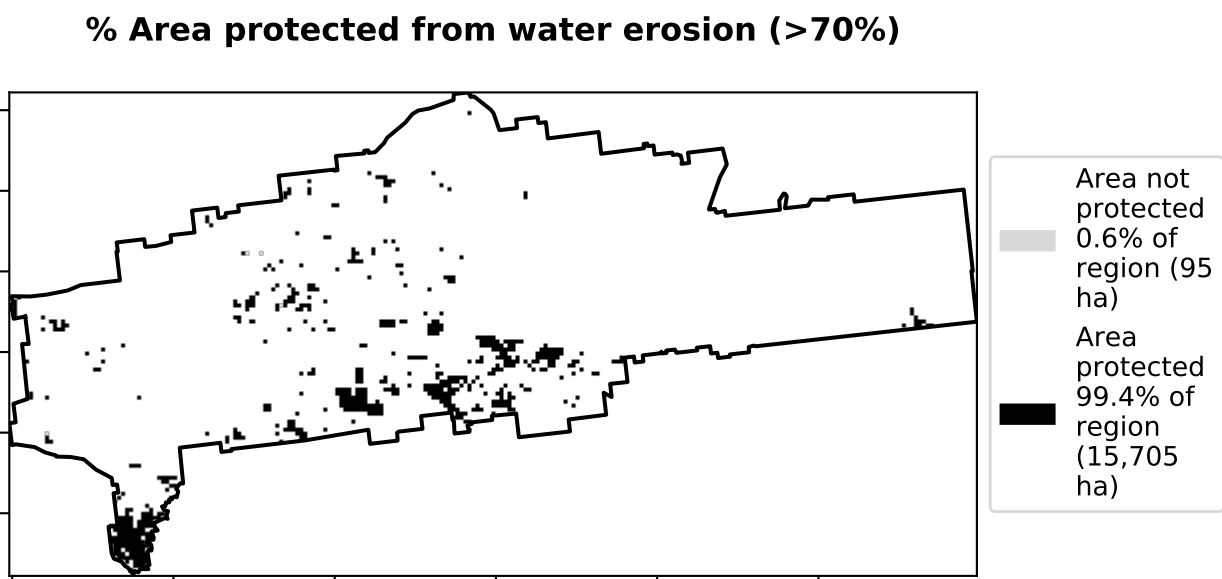 % Area protected from water erosion (>70%)
Area not
protected
0.6% of
region (95
ha)
Area
protected
99.4% of
region
(15,705
ha)